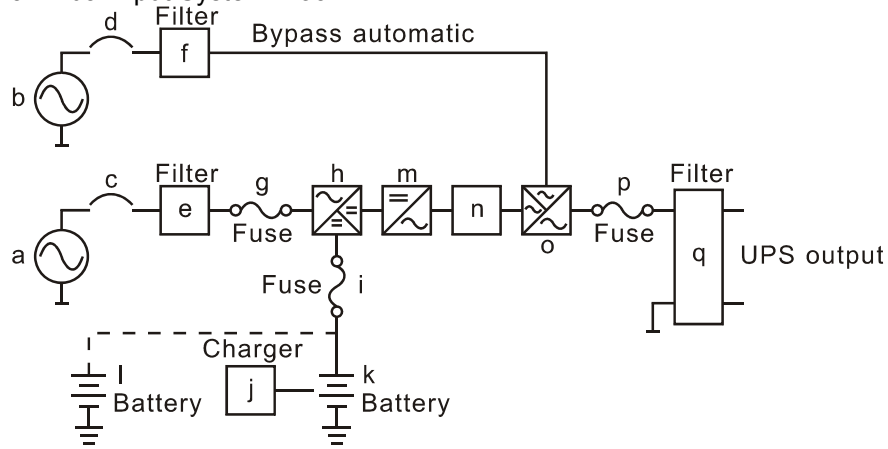 d
Filter
f
Bypass automatic
b
c
Filter
e
g
Fuse
h
m
n
o
p
Fuse
Filter
q
UPS output
a
Fuse
i
Charger
j
l
Battery
k
Battery